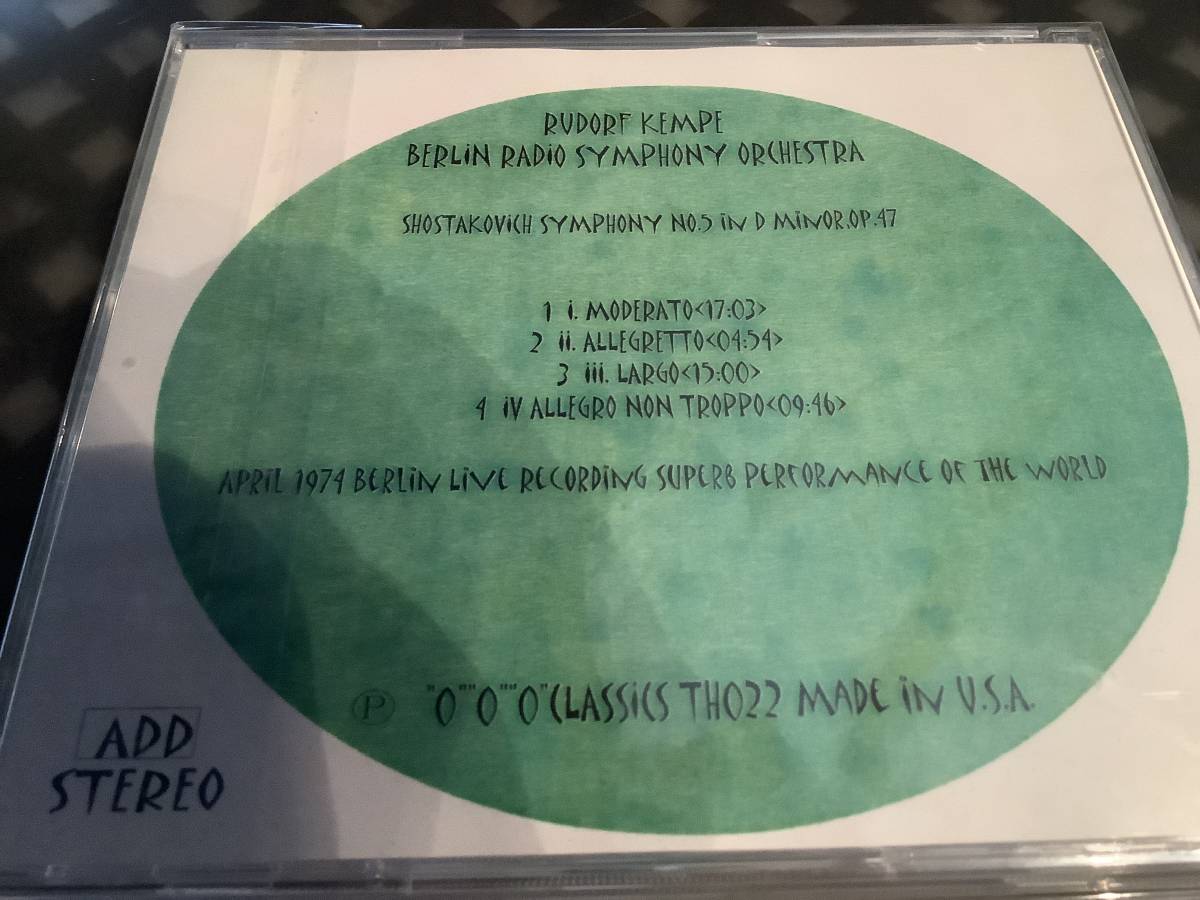 RUDORF KEMPE
BERLiN RADiO SYMPHONY ORCHESTRA
SHOSTAKOViCH SYMPHONY NO.5 iN D MiNOR,OP.47
1 i. MODERATO<17:03>
2 ii. ALLEGRETTO<04:54>
3 iii. LARGO<15:00>
4 iV ALLEGRO NON TROPPO<09:46>
APRiL 1974 BERLiN LiVE RECORDiNG SUPERB PERFORMANCE OF THE WORLD
Ⓟ "O""O""O"CLASSiCS TH022 MADE iN U.S.A.
ADD
STEREO